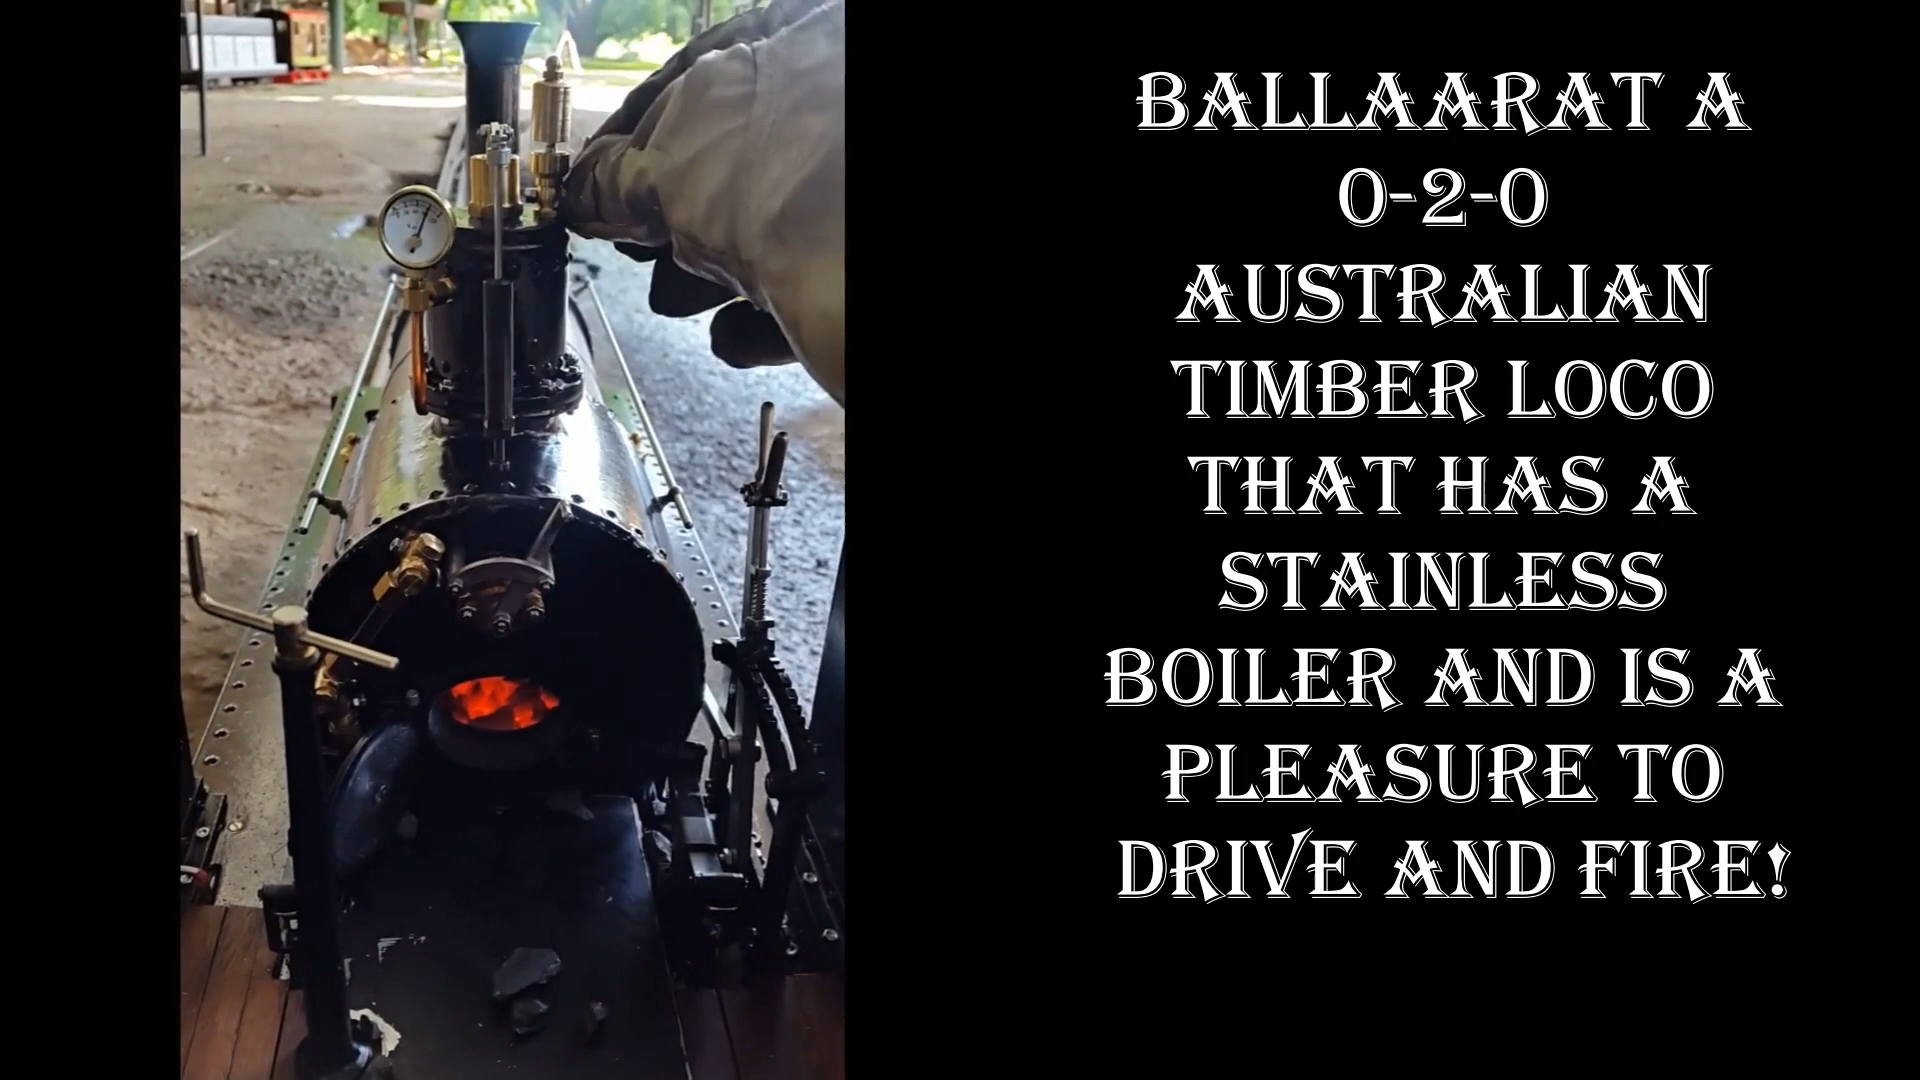 BALLAARAT A
0-2-0
AUSTRALIAN
TIMBER LOCO
THAT HAS A
STAINLESS
BOILER AND IS A
PLEASURE TO
DRIVE AND FIRE!